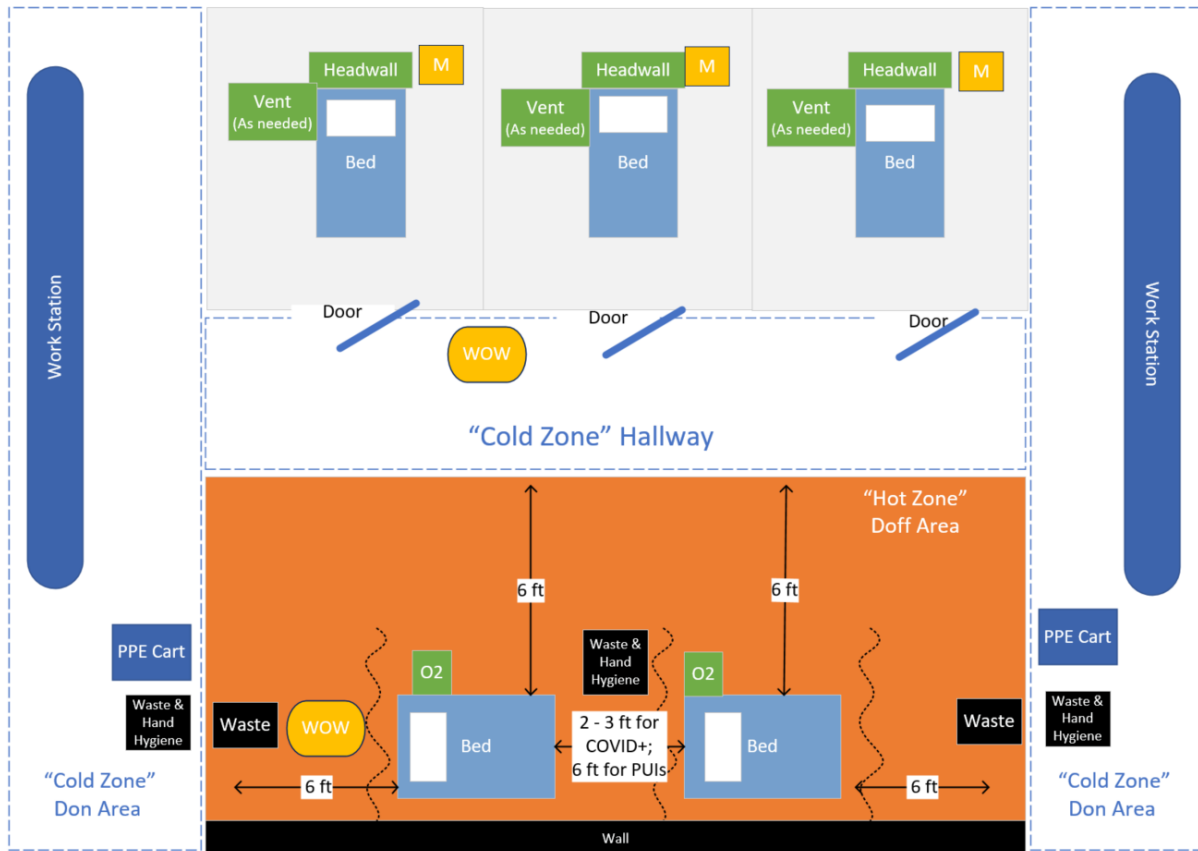 Headwall
M
Vent
(As needed)
Bed
Headwall
M
Vent
(As needed)
Bed
Headwall
M
Vent
(As needed)
Bed
Work Station
Work Station
Door
Door
Door
WOW
“Cold Zone” Hallway
“Hot Zone”
Doff Area
6 ft
6 ft
PPE Cart
Waste &
Hand
Hygiene
“Cold Zone”
Don Area
Waste
WOW
6 ft
O2
Bed
Waste &
Hand
Hygiene
2 - 3 ft for
COVID+;
6 ft for PUIs
O2
Bed
Waste
6 ft
PPE Cart
Waste &
Hand
Hygiene
“Cold Zone”
Don Area
Wall